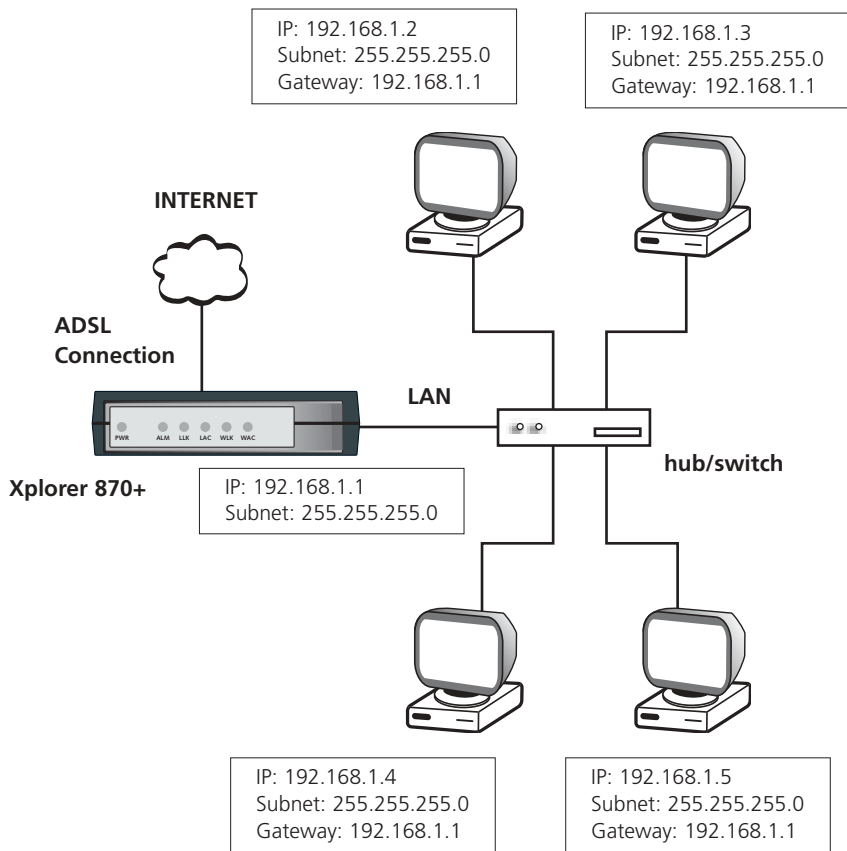 IP: 192.168.1.2
Subnet: 255.255.255.0
Gateway: 192.168.1.1
IP: 192.168.1.3
Subnet: 255.255.255.0
Gateway: 192.168.1.1
INTERNET
ADSL
Connection
LAN
PWR ALM LLK LAC WLK WAC
hub/switch
Xplorer 870+
IP: 192.168.1.1
Subnet: 255.255.255.0
IP: 192.168.1.4
Subnet: 255.255.255.0
Gateway: 192.168.1.1
IP: 192.168.1.5
Subnet: 255.255.255.0
Gateway: 192.168.1.1